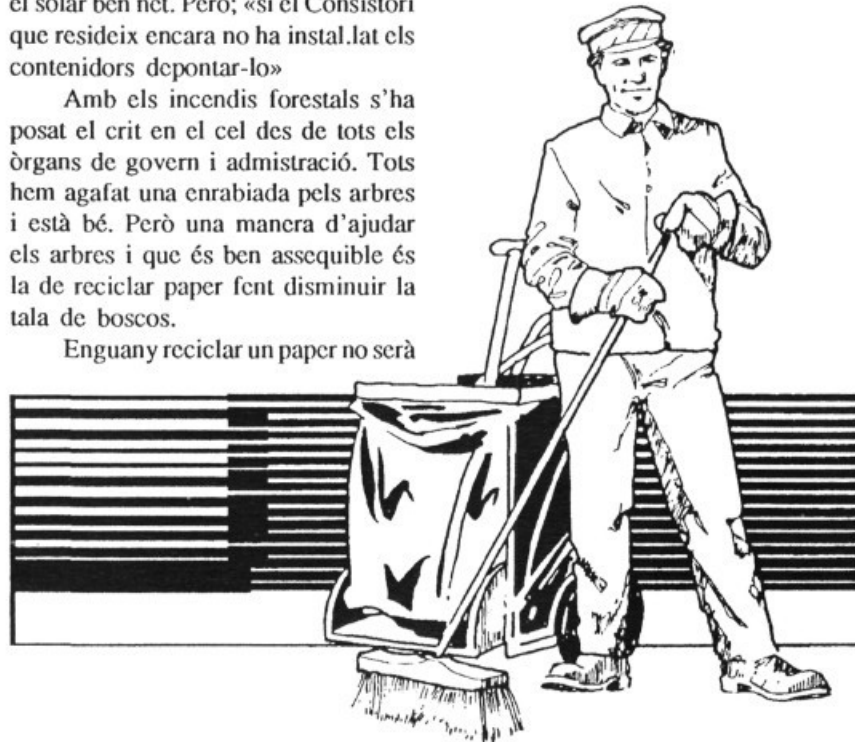 el solar ben net. Però; «si el Consistori
que resideix encara no ha instal.lat els
contenidors depontar-lo»
Amb els incendis forestals s'ha
posat el crit en el cel des de tots els
òrgans de govern i admistració. Tots
hem agafat una enrabiada pels arbres
i està bé. Però una manera d'ajudar
els arbres i que és ben assequible és
la de reciclar paper fent disminuir la
tala de boscos.
Enguany reciclar un paper no serà